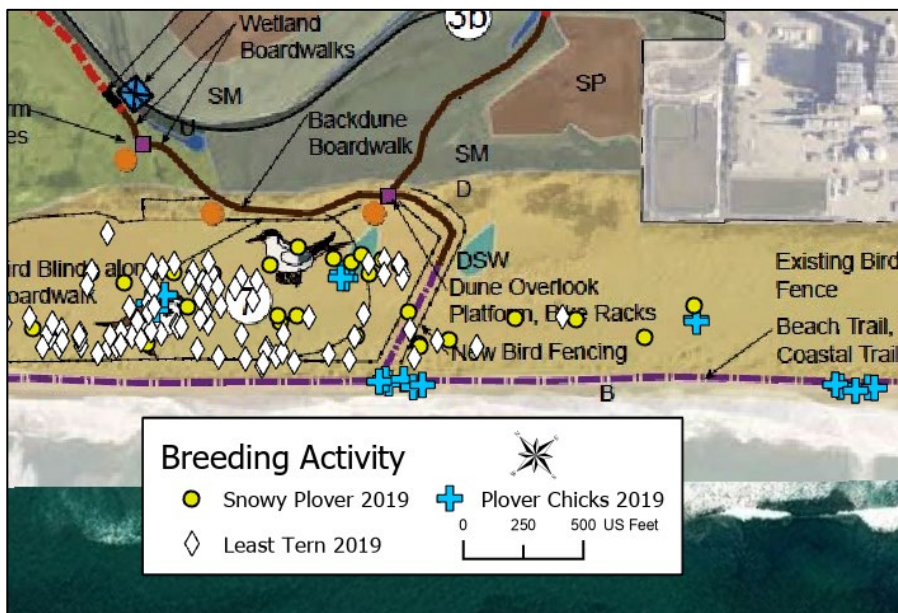 3p
Wetland
Boardwalks
SM
SP
U
Backdune
Boardwalk
SM
D
DSW
Existing Bird
Fence
Dune Overlook
Platform, Bike Racks
Beach Trail,
Coastal Trail
7
New Bird Fencing
B
Breeding Activity
Snowy Plover 2019
Plover Chicks 2019
Least Tern 2019
0 250 500 US Feet